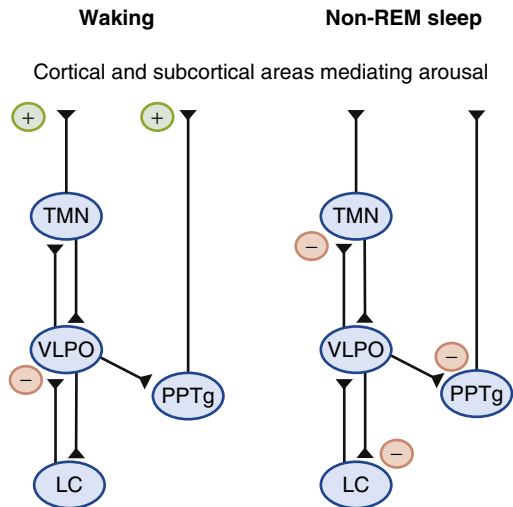 Waking Non-REM sleep
Cortical and subcortical areas mediating arousal
+ +
TMN TMN
−
VLPO VLPO
− −
PPTg PPTg
−
LC LC